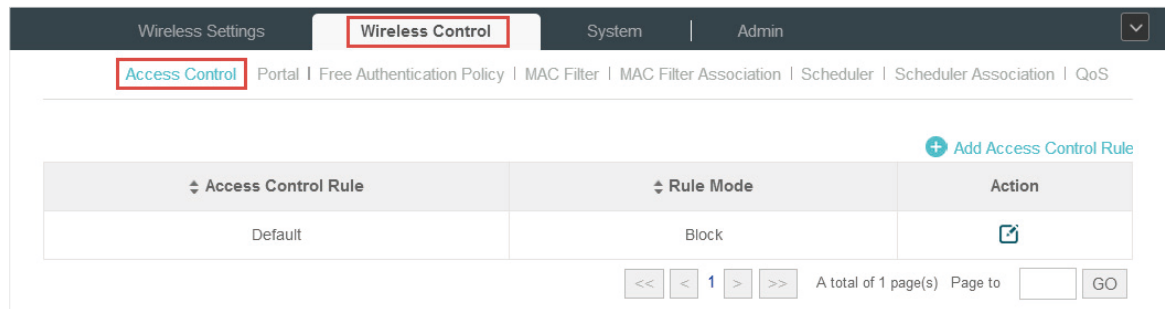 Wireless Settings Wireless Control System | Admin
Access Control Portal | Free Authentication Policy | MAC Filter | MAC Filter Association | Scheduler | Scheduler Association | QoS
Add Access Control Rule
Access Control Rule Rule Mode Action
Default Block
<< < 1 > >> A total of 1 page(s) Page to GO